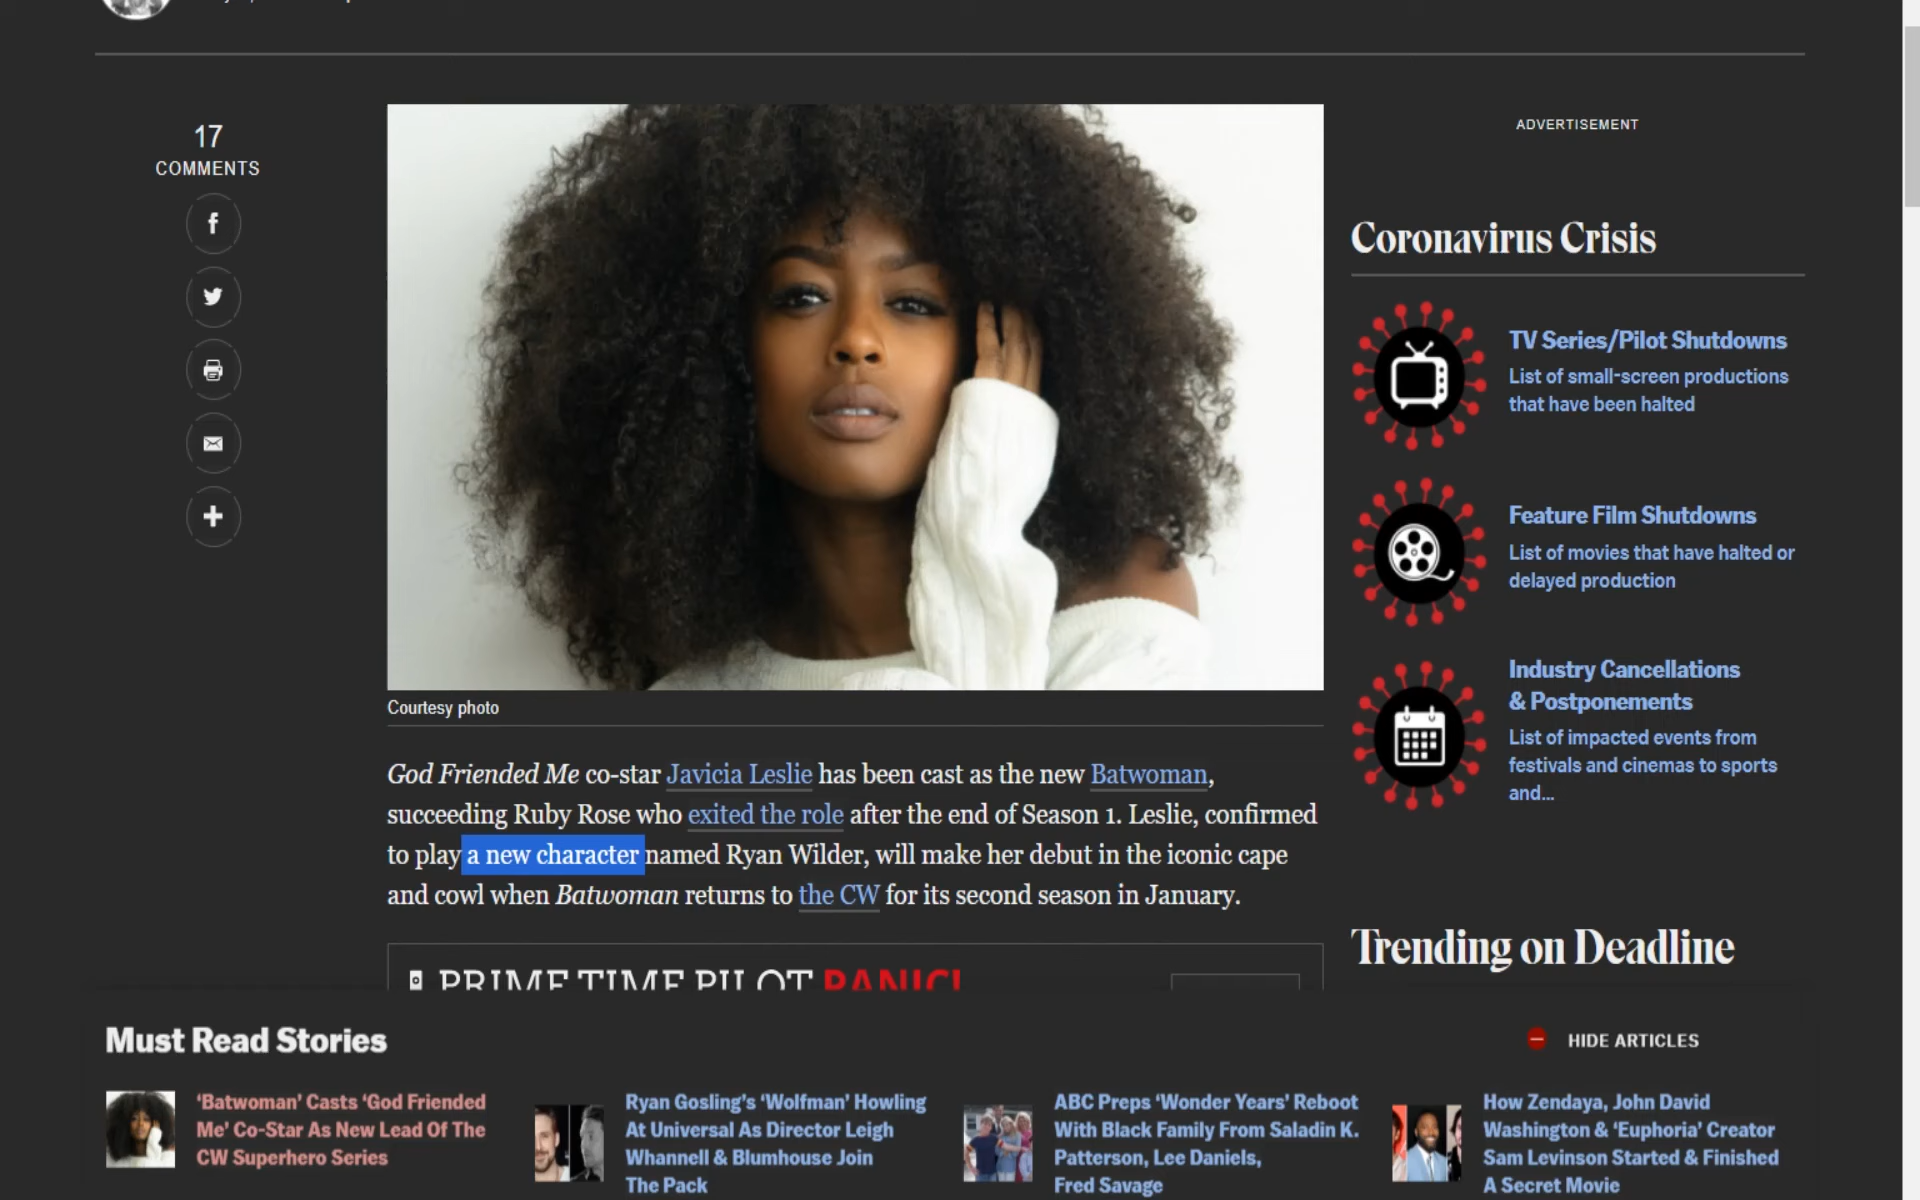 17
COMMENTS
ADVERTISEMENT
Coronavirus Crisis
TV Series/Pilot Shutdowns
List of small-screen productions
that have been halted
Feature Film Shutdowns
List of movies that have halted or
delayed production
Industry Cancellations
& Postponements
List of impacted events from
festivals and cinemas to sports
and...
Courtesy photo
God Friended Me co-star Javicia Leslie has been cast as the new Batwoman,
succeeding Ruby Rose who exited the role after the end of Season 1. Leslie, confirmed
to play a new character named Ryan Wilder, will make her debut in the iconic cape
and cowl when Batwoman returns to the CW for its second season in January.
PRIMETIME PILOT PANIC!
Trending on Deadline
Must Read Stories
HIDE ARTICLES
‘Batwoman’ Casts ‘God Friended
Me’ Co-Star As New Lead Of The
CW Superhero Series
Ryan Gosling’s ‘Wolfman’ Howling
At Universal As Director Leigh
Whannell & Blumhouse Join
The Pack
ABC Preps ‘Wonder Years’ Reboot
With Black Family From Saladin K.
Patterson, Lee Daniels,
Fred Savage
How Zendaya, John David
Washington & ‘Euphoria’ Creator
Sam Levinson Started & Finished
A Secret Movie